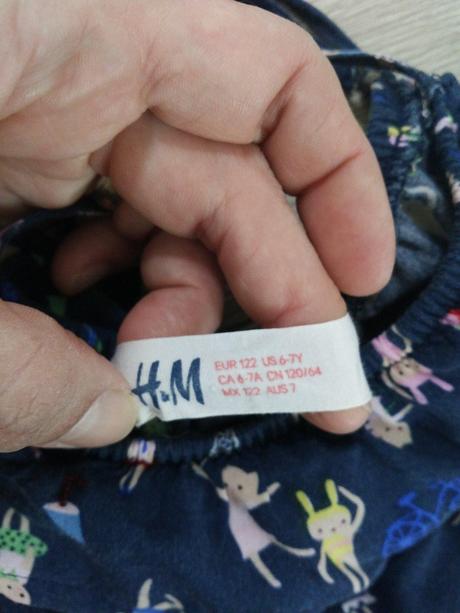 H&M
EUR 122 US 6-7Y
CA 6-7A CN 120/64
MX 122 AUS 7